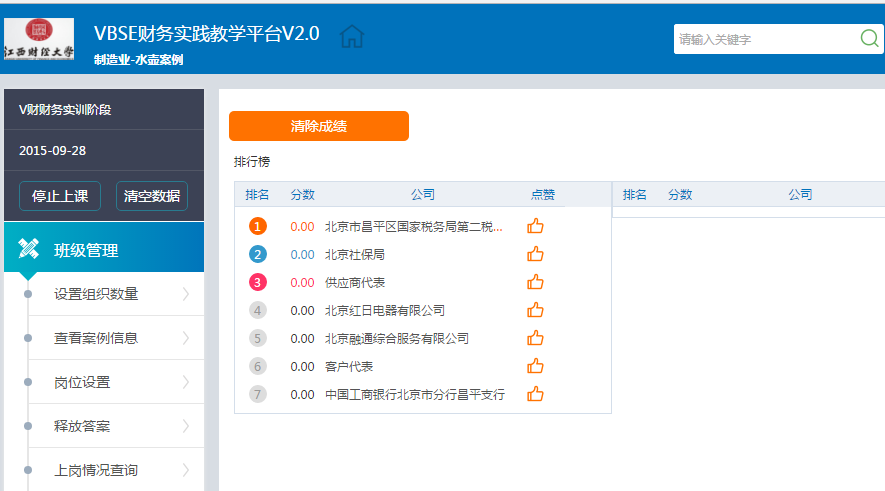 江西财经大学
VBSE财务实践教学平台V2.0
制造业-水壶案例
请输入关键字
V财财务实训阶段
2015-09-28
停止上课 清空数据
班级管理
设置组织数量
查看案例信息
岗位设置
释放答案
上岗情况查询
清除成绩
排行榜
排名 分数 公司 点赞 排名 分数 公司
1 0.00 北京市昌平区国家税务局第二税...
2 0.00 北京社保局
3 0.00 供应商代表
4 0.00 北京红日电器有限公司
5 0.00 北京融通综合服务有限公司
6 0.00 客户代表
7 0.00 中国工商银行北京市分行昌平支行